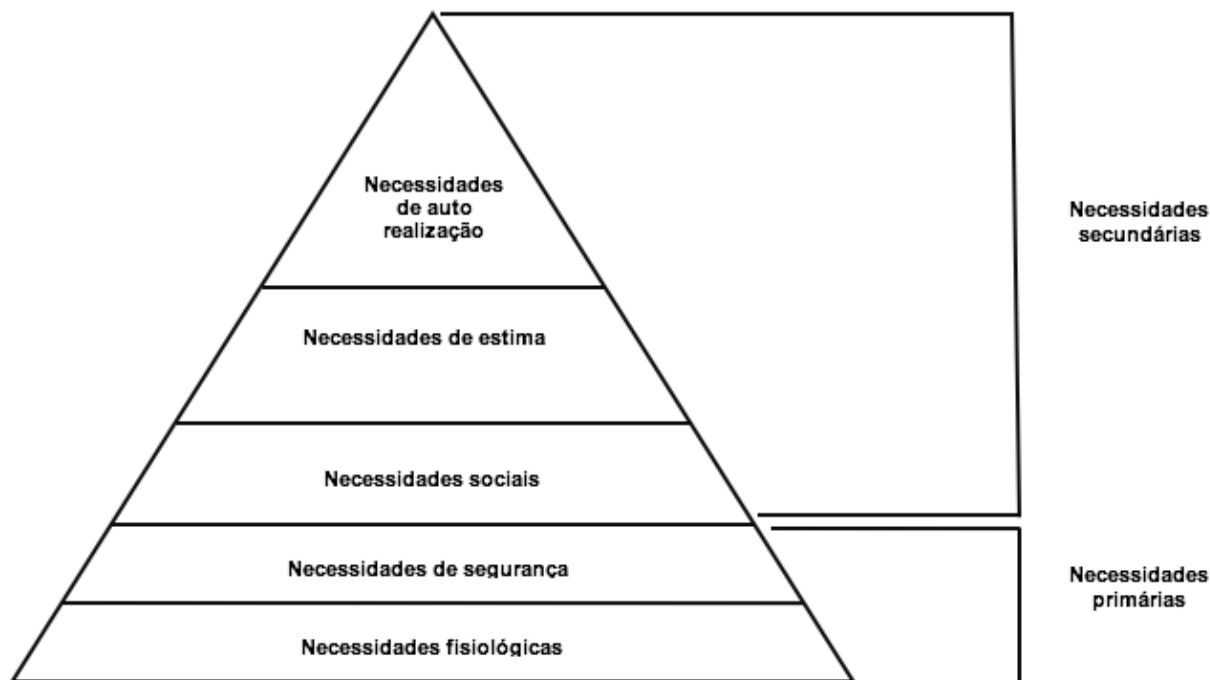 Necessidades
de auto
realização
Necessidades de estima
Necessidades sociais
Necessidades de segurança
Necessidades fisiológicas
Necessidades
secundárias
Necessidades
primárias